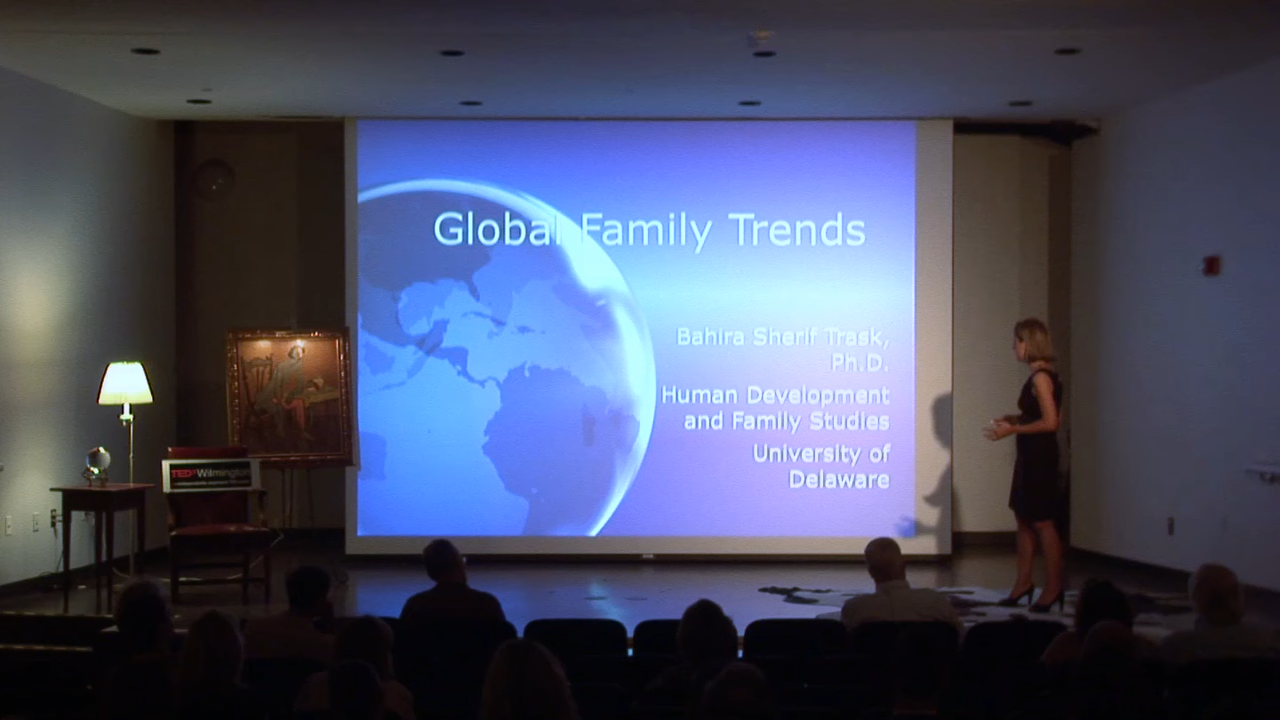 Global Family Trends
Bahira Sherif Trask,
Ph.D.
Human Development
and Family Studies
University of
Delaware
TEDxWilmington